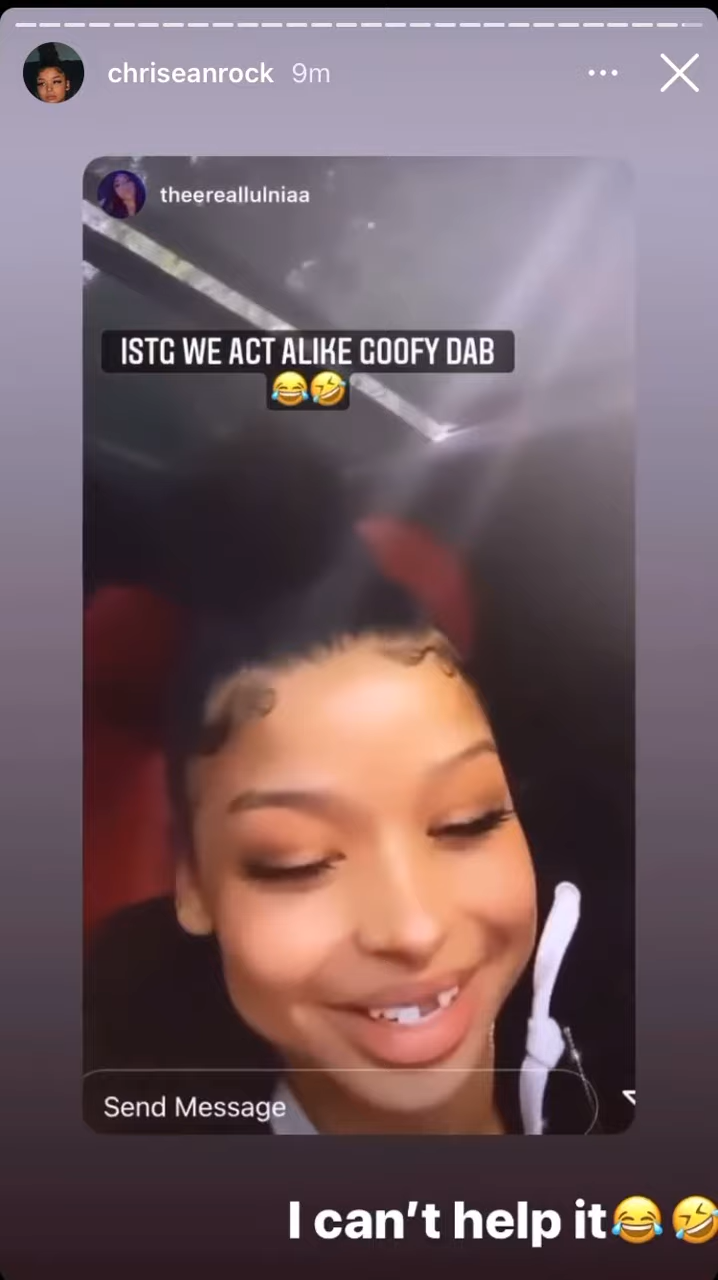 chriseanrock 9m
theereallulniaa
ISTG WE ACT ALIKE GOOFY DAB
😂🤣
Send Message
I can't help it😂🤣